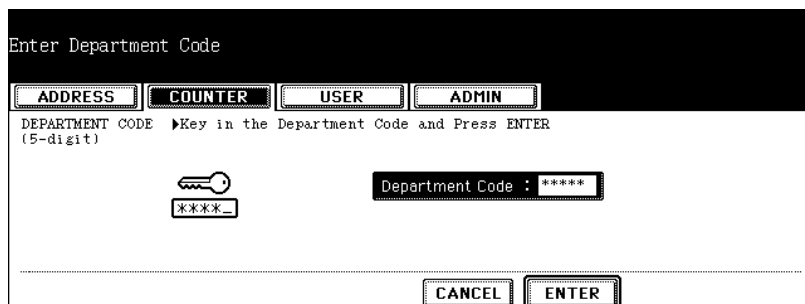 Enter Department Code
ADDRESS COUNTER USER ADMIN
DEPARTMENT CODE ▶Key in the Department Code and Press ENTER
(5-digit)
Department Code : *****
****_
CANCEL ENTER